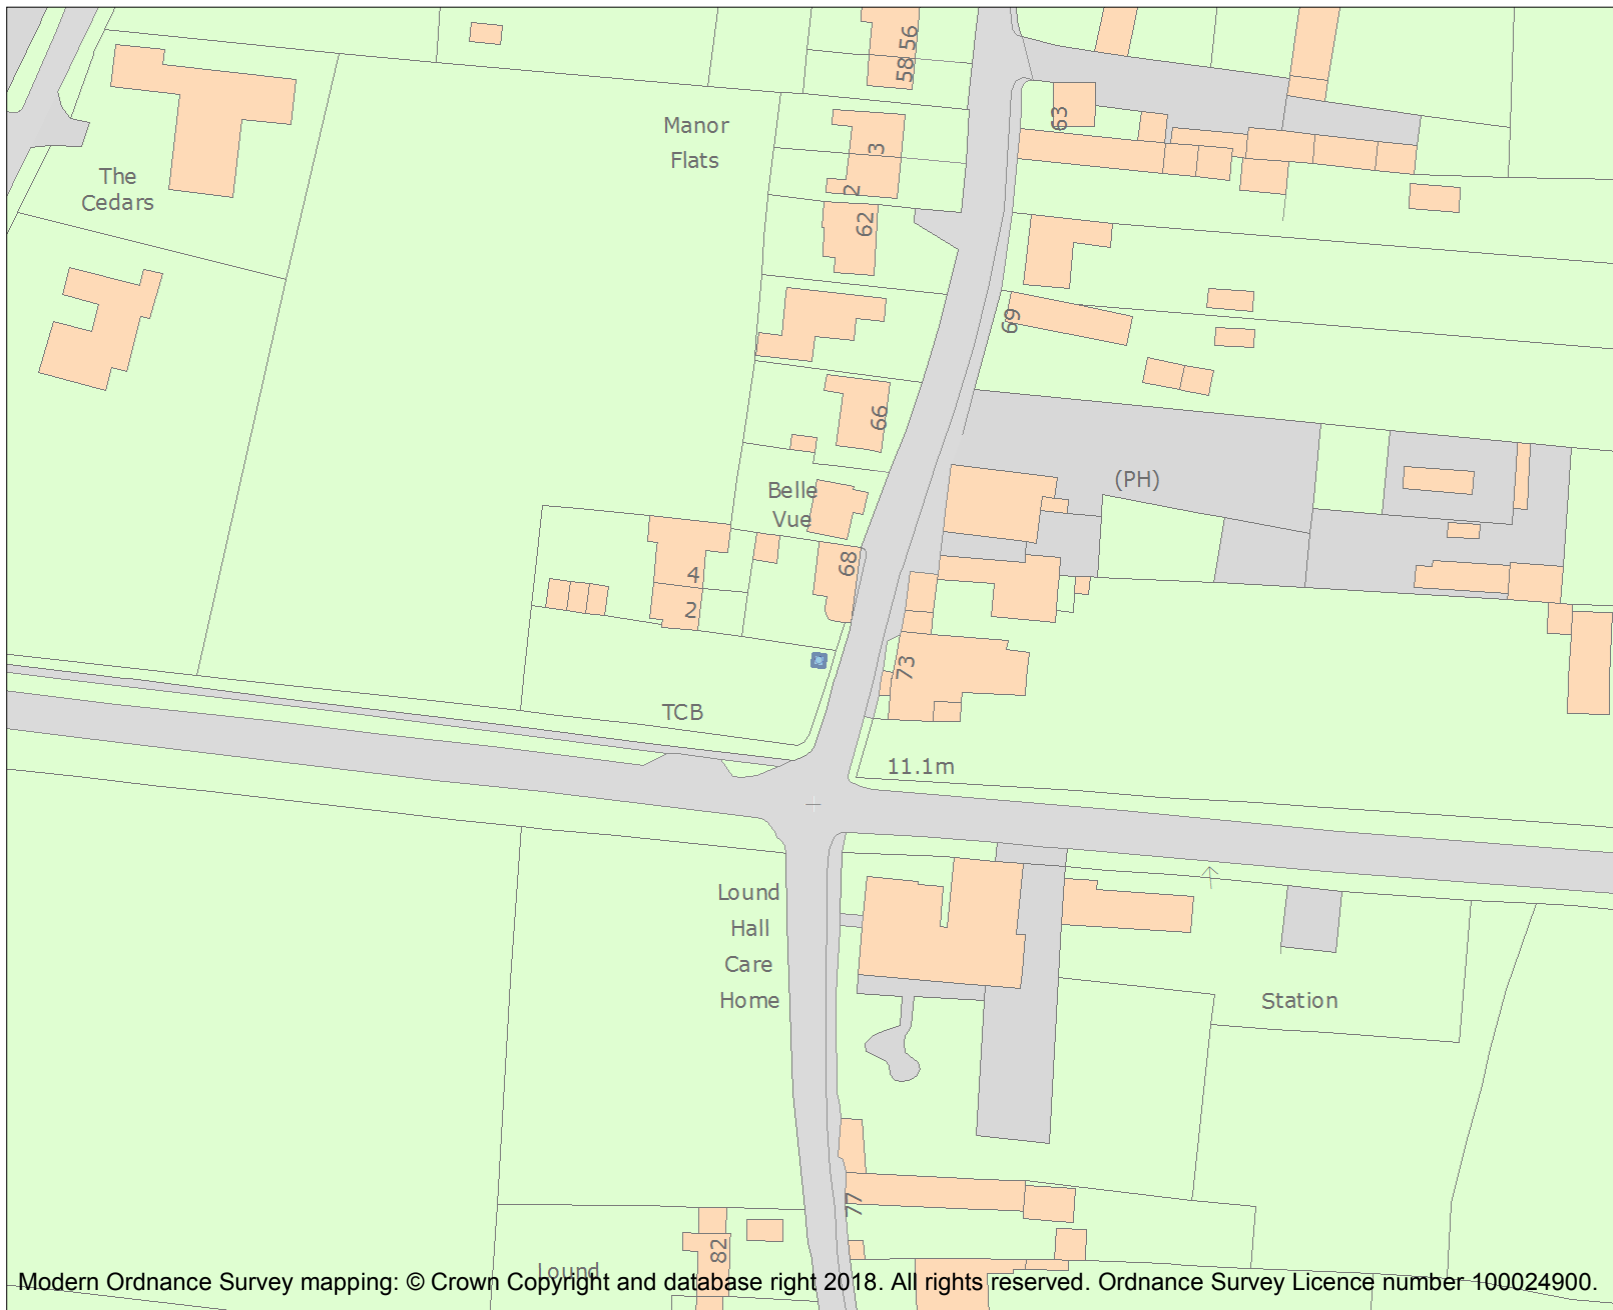 56
58
63
Manor
Flats
3
The
Cedars
2
62
69
66
(PH)
Belle
Vue
68
4
2
73
TCB
11.1m
Lound
Hall
Care
Home
Station
77
82
Lound
Modern Ordnance Survey mapping: © Crown Copyright and database right 2018. All rights reserved. Ordnance Survey Licence number 100024900.